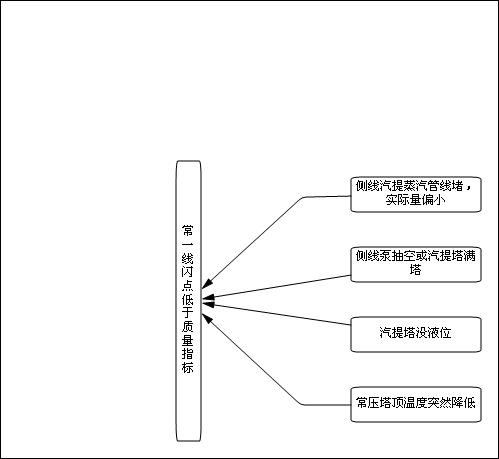 常一线闪点低于质量指标
侧线汽提蒸汽管线堵，
实际量偏小
侧线泵抽空或汽提塔满
塔
汽提塔没液位
常压塔顶温度突然降低